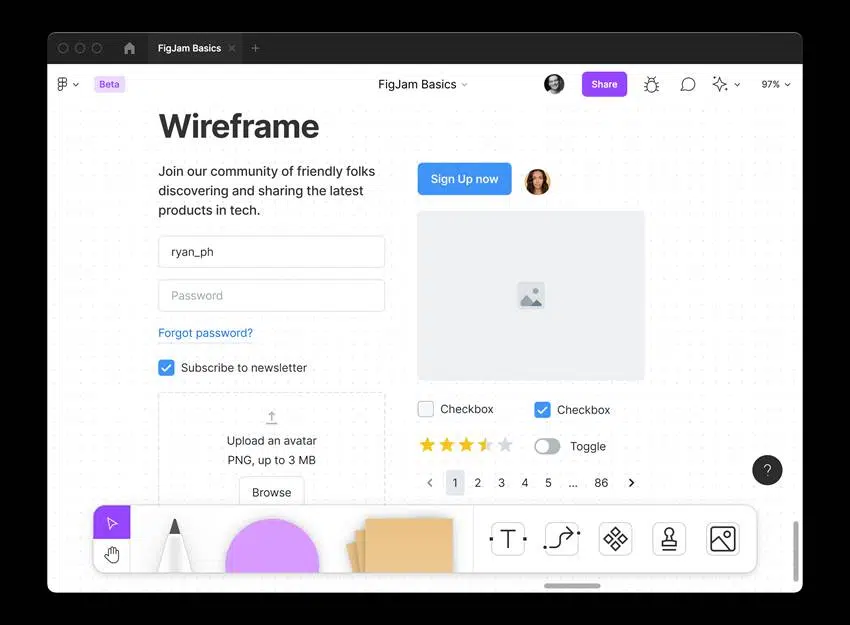 FigJam Basics
Beta
FigJam Basics
Share
97%
Wireframe
Join our community of friendly folks
discovering and sharing the latest
products in tech.
ryan_ph
Password
Forgot password?
Subscribe to newsletter
Upload an avatar
PNG, up to 3 MB
Browse
Sign Up now
Checkbox
Checkbox
Toggle
1 2 3 4 5 ... 86
?
T